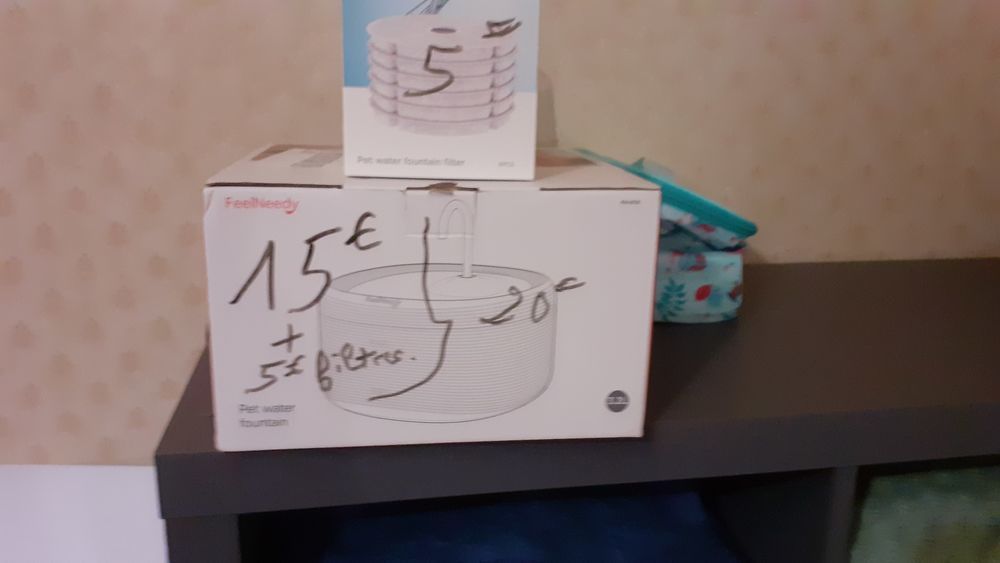 5 €
Pet water fountain filter
FeelNeedy
15 €
20 €
+
5 € filtres.
Pet water
fountain